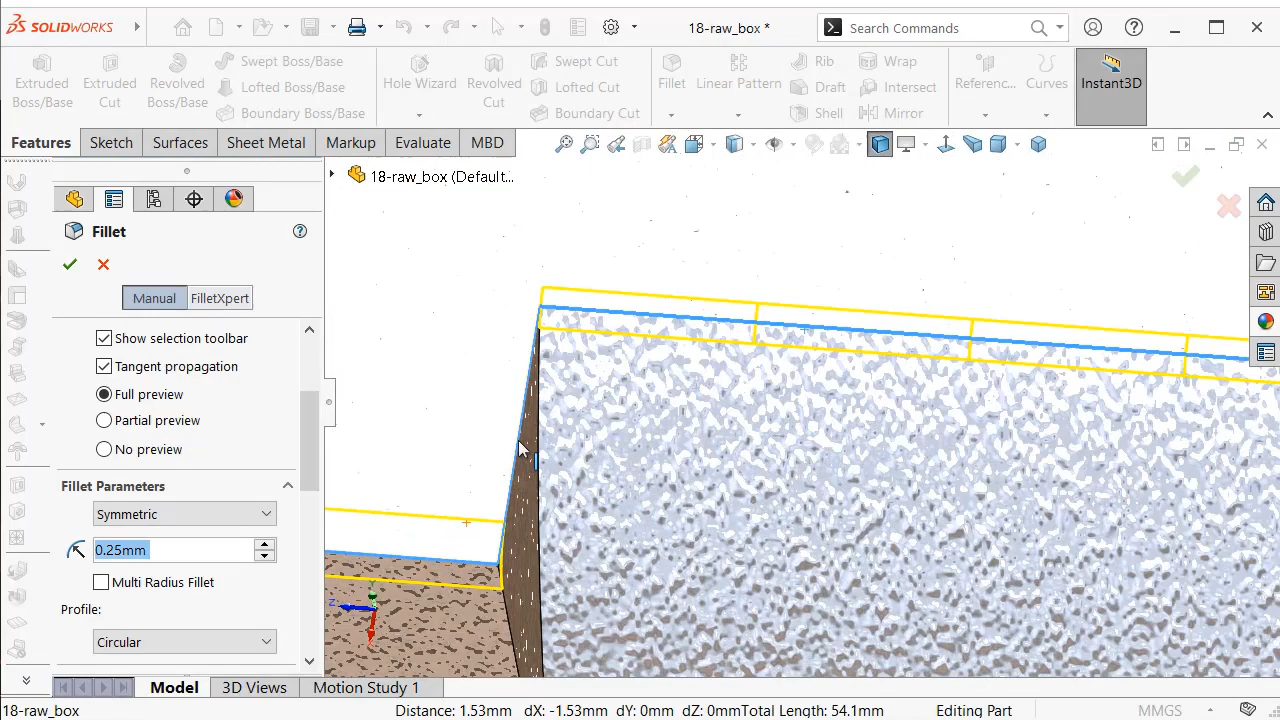 SOLIDWORKS
18-raw_box *
Search Commands
Extruded Boss/Base
Extruded Cut
Revolved Boss/Base
Swept Boss/Base
Lofted Boss/Base
Boundary Boss/Base
Hole Wizard
Revolved Cut
Swept Cut
Lofted Cut
Boundary Cut
Fillet
Linear Pattern
Rib
Draft
Shell
Wrap
Intersect
Mirror
Referenc...
Curves
Instant3D
Features
Sketch
Surfaces
Sheet Metal
Markup
Evaluate
MBD
18-raw_box (Default...
Fillet
Manual
FilletXpert
Show selection toolbar
Tangent propagation
Full preview
Partial preview
No preview
Fillet Parameters
Symmetric
0.25mm
Multi Radius Fillet
Profile:
Circular
Z
Model
3D Views
Motion Study 1
18-raw_box
Distance: 1.53mm dX: -1.53mm dY: 0mm dZ: 0mmTotal Length: 54.1mm
Editing Part
MMGS